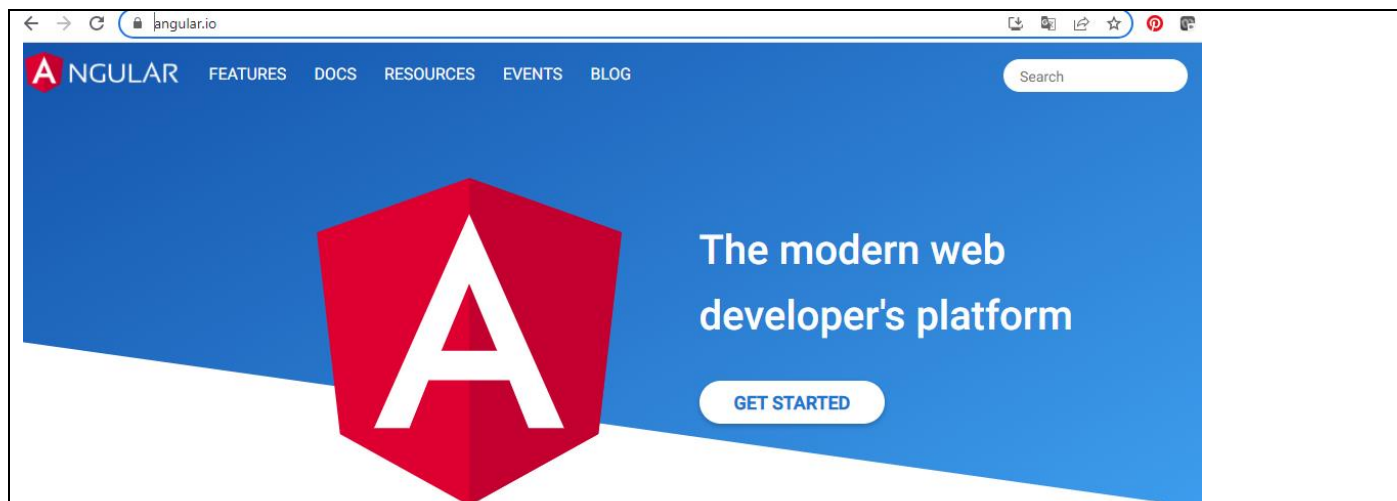 angular.io
ANGULAR FEATURES DOCS RESOURCES EVENTS BLOG Search
The modern web
developer's platform
GET STARTED
A